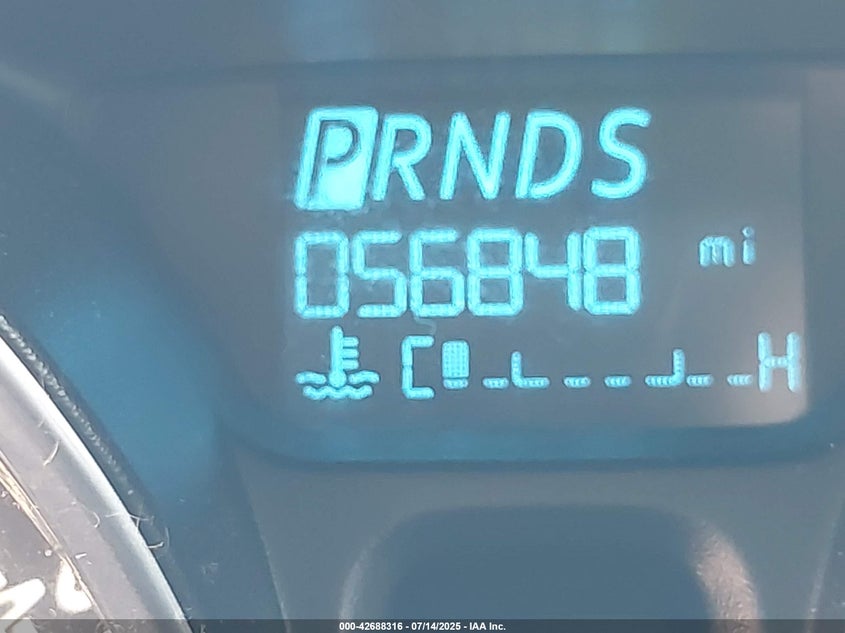 PRNDS
056848 mi
C H
000-42688316 - 07/14/2025 - IAA Inc.